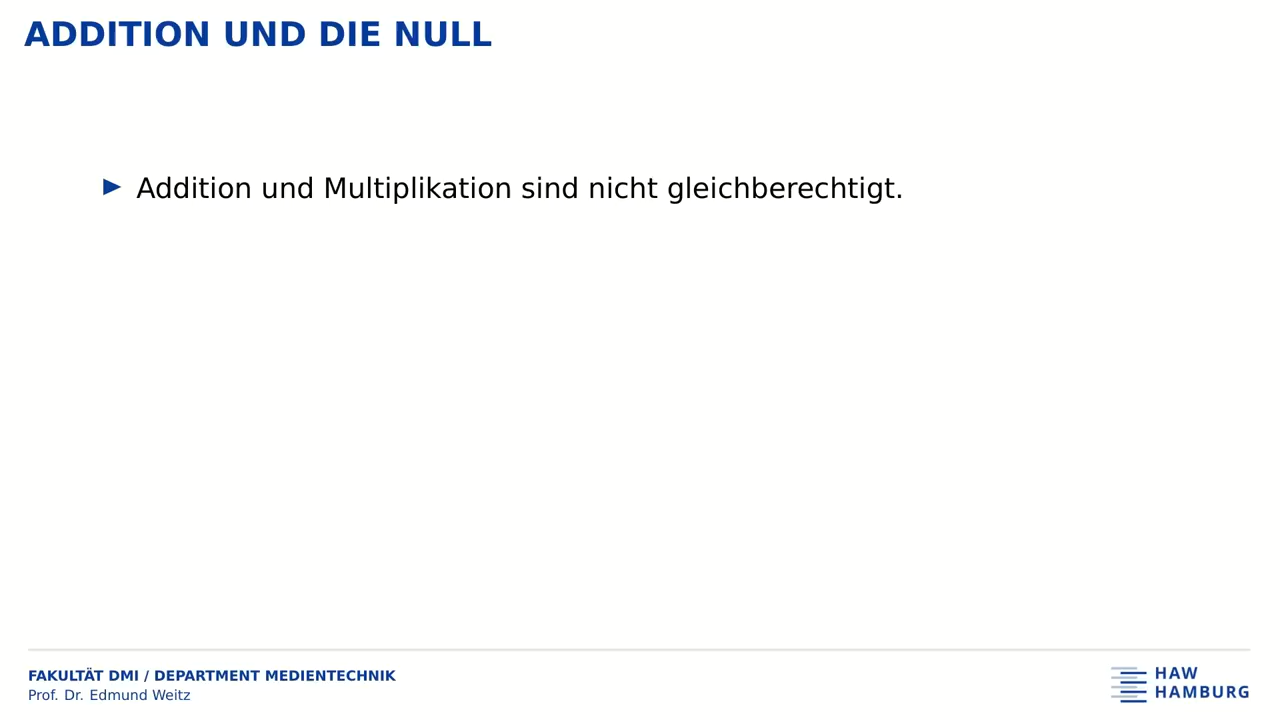 ADDITION UND DIE NULL
Addition und Multiplikation sind nicht gleichberechtigt.
FAKULTÄT DMI / DEPARTMENT MEDIENTECHNIK
Prof. Dr. Edmund Weitz
HAW
HAMBURG